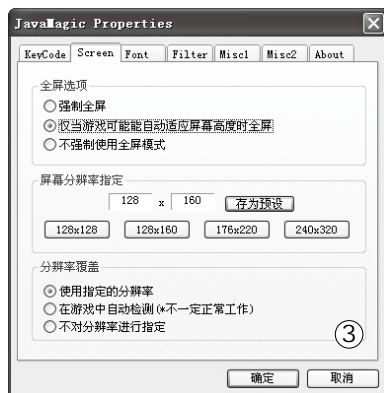 JavaMagic Properties
KeyCode Screen Font Filter Misc1 Misc2 About
全屏选项
强制全屏
仅当游戏可能能自动适应屏幕高度时全屏
不强制使用全屏模式
屏幕分辨率指定
128 x 160 存为预设
128x128 128x160 176x220 240x320
分辨率覆盖
使用指定的分辨率
在游戏中自动检测(*不一定正常工作)
不对分辨率进行指定
③
确定 取消